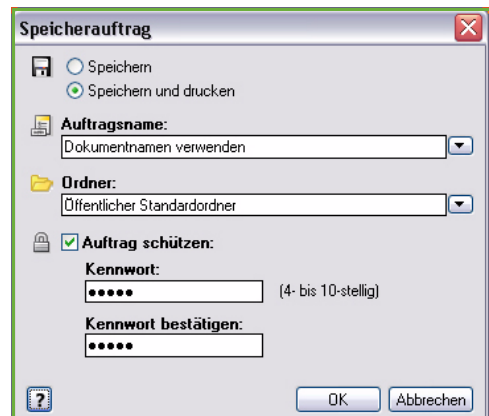 Speicherauftrag
Speichern
Speichern und drucken
Auftragsname:
Dokumentnamen verwenden
Ordner:
Öffentlicher Standardordner
Auftrag schützen:
Kennwort:
●●●●● (4- bis 10-stellig)
Kennwort bestätigen:
●●●●●
? OK Abbrechen